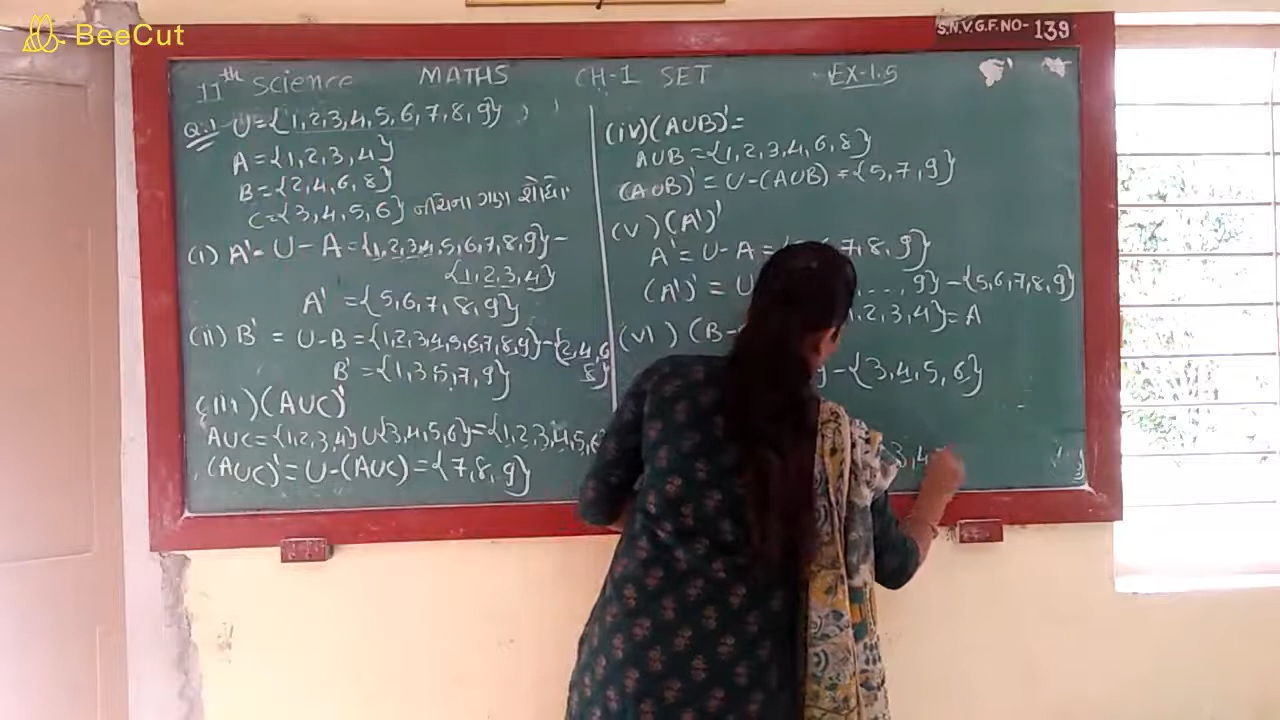 BeeCut
S.N.V.G.F.NO- 139
11th Science MATHS CH-1 SET EX-1.5
Q.1 U={1,2,3,4,5,6,7,8,9}
A={1,2,3,4}
B={2,4,6,8}
C={3,4,5,6} નીચેના ગણ શોધો
(i) A'= U-A={1,2,3,4,5,6,7,8,9}-
{1,2,3,4}
A' ={5,6,7,8,9}
(ii) B' = U-B={1,2,3,4,5,6,7,8,9}-{2,4,6
8}
B' ={1,3,5,7,9}
(iii)(AUC)'
AUC={1,2,3,4}U{3,4,5,6}={1,2,3,4,5,6
(AUC)'=U-(AUC)={7,8,9}
(iv)(AUB)'=
AUB={1,2,3,4,6,8}
(AUB)'=U-(AUB)={5,7,9}
(v)(A')'
A'=U-A={ 6,7,8,9}
(A')'=U ...,9}-{5,6,7,8,9}
1,2,3,4}=A
(vi)(B-
}-{3,4,5,6}
3,4